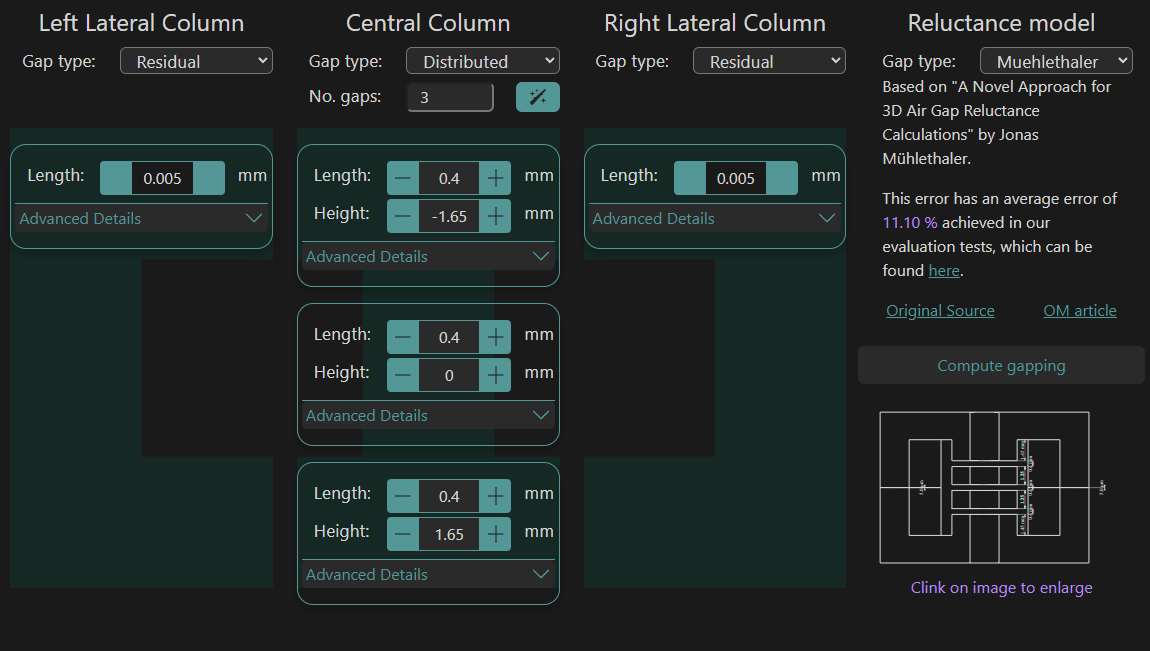 Left Lateral Column
Gap type: Residual
Length: 0.005 mm
Advanced Details
Central Column
Gap type: Distributed
No. gaps: 3
Length: 0.4 mm
Height: -1.65 mm
Advanced Details
Length: 0.4 mm
Height: 0 mm
Advanced Details
Length: 0.4 mm
Height: 1.65 mm
Advanced Details
Right Lateral Column
Gap type: Residual
Length: 0.005 mm
Advanced Details
Reluctance model
Gap type: Muehlethaler
Based on "A Novel Approach for
3D Air Gap Reluctance
Calculations" by Jonas
Mühlethaler.
This error has an average error of
11.10 % achieved in our
evaluation tests, which can be
found here.
Original Source OM article
Compute gapping
Clink on image to enlarge